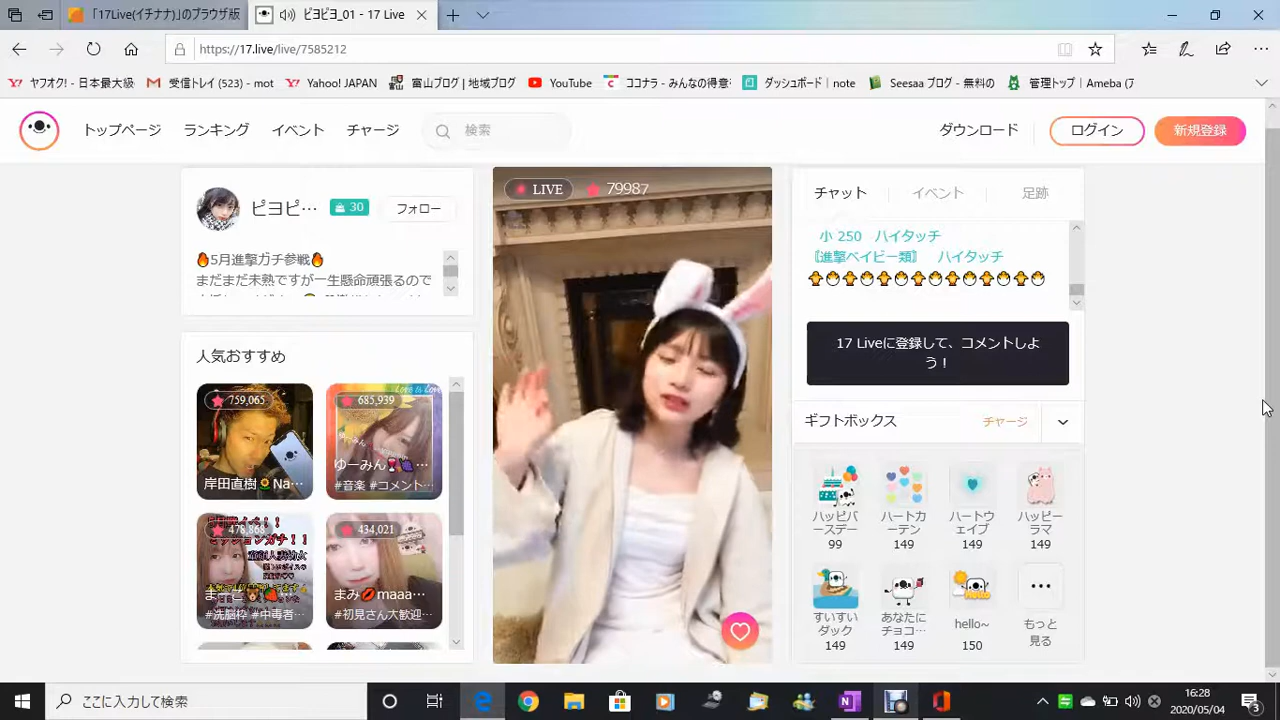 「17Live(イチナナ)」のブラウザ版
ピヨピヨ_01 - 17 Live
https://17.live/live/7585212
ヤフオク! - 日本最大級
受信トレイ (523) - mot
Yahoo! JAPAN
富山ブログ | 地域ブログ
YouTube
ココナラ - みんなの得意
ダッシュボード | note
Seesaa ブログ - 無料の
管理トップ | Ameba (ア
トップページ
ランキング
イベント
チャージ
検索
ダウンロード
ログイン
新規登録
ピヨピ…
30
フォロー
🔥5月進撃ガチ参戦🔥
まだまだ未熟ですが一生懸命頑張るので
人気おすすめ
759,065
岸田直樹🌻Na…
685,939
ゆーみん🍷🍇…
#音楽 #コメント…
478,868
#洗脳枠 #中毒者…
434,021
まみ💋maaa…
#初見さん大歓迎…
LIVE
79987
チャット
イベント
足跡
小 250 ハイタッチ
〖進撃ベイビー類〗 ハイタッチ
🐥🐣🐥🐣🐥🐣🐥🐣🐥🐣🐥🐣🐥🐣
17 Liveに登録して、コメントしよ
う!
ギフトボックス
チャージ
ハッピバ
ースデー
99
ハートカ
ーテン
149
ハートウ
ェイブ
149
ハッピー
ラマ
149
すいすい
ダック
149
あなたに
チョコ…
149
hello~
150
もっと
見る
ここに入力して検索
16:28
2020/05/04
3